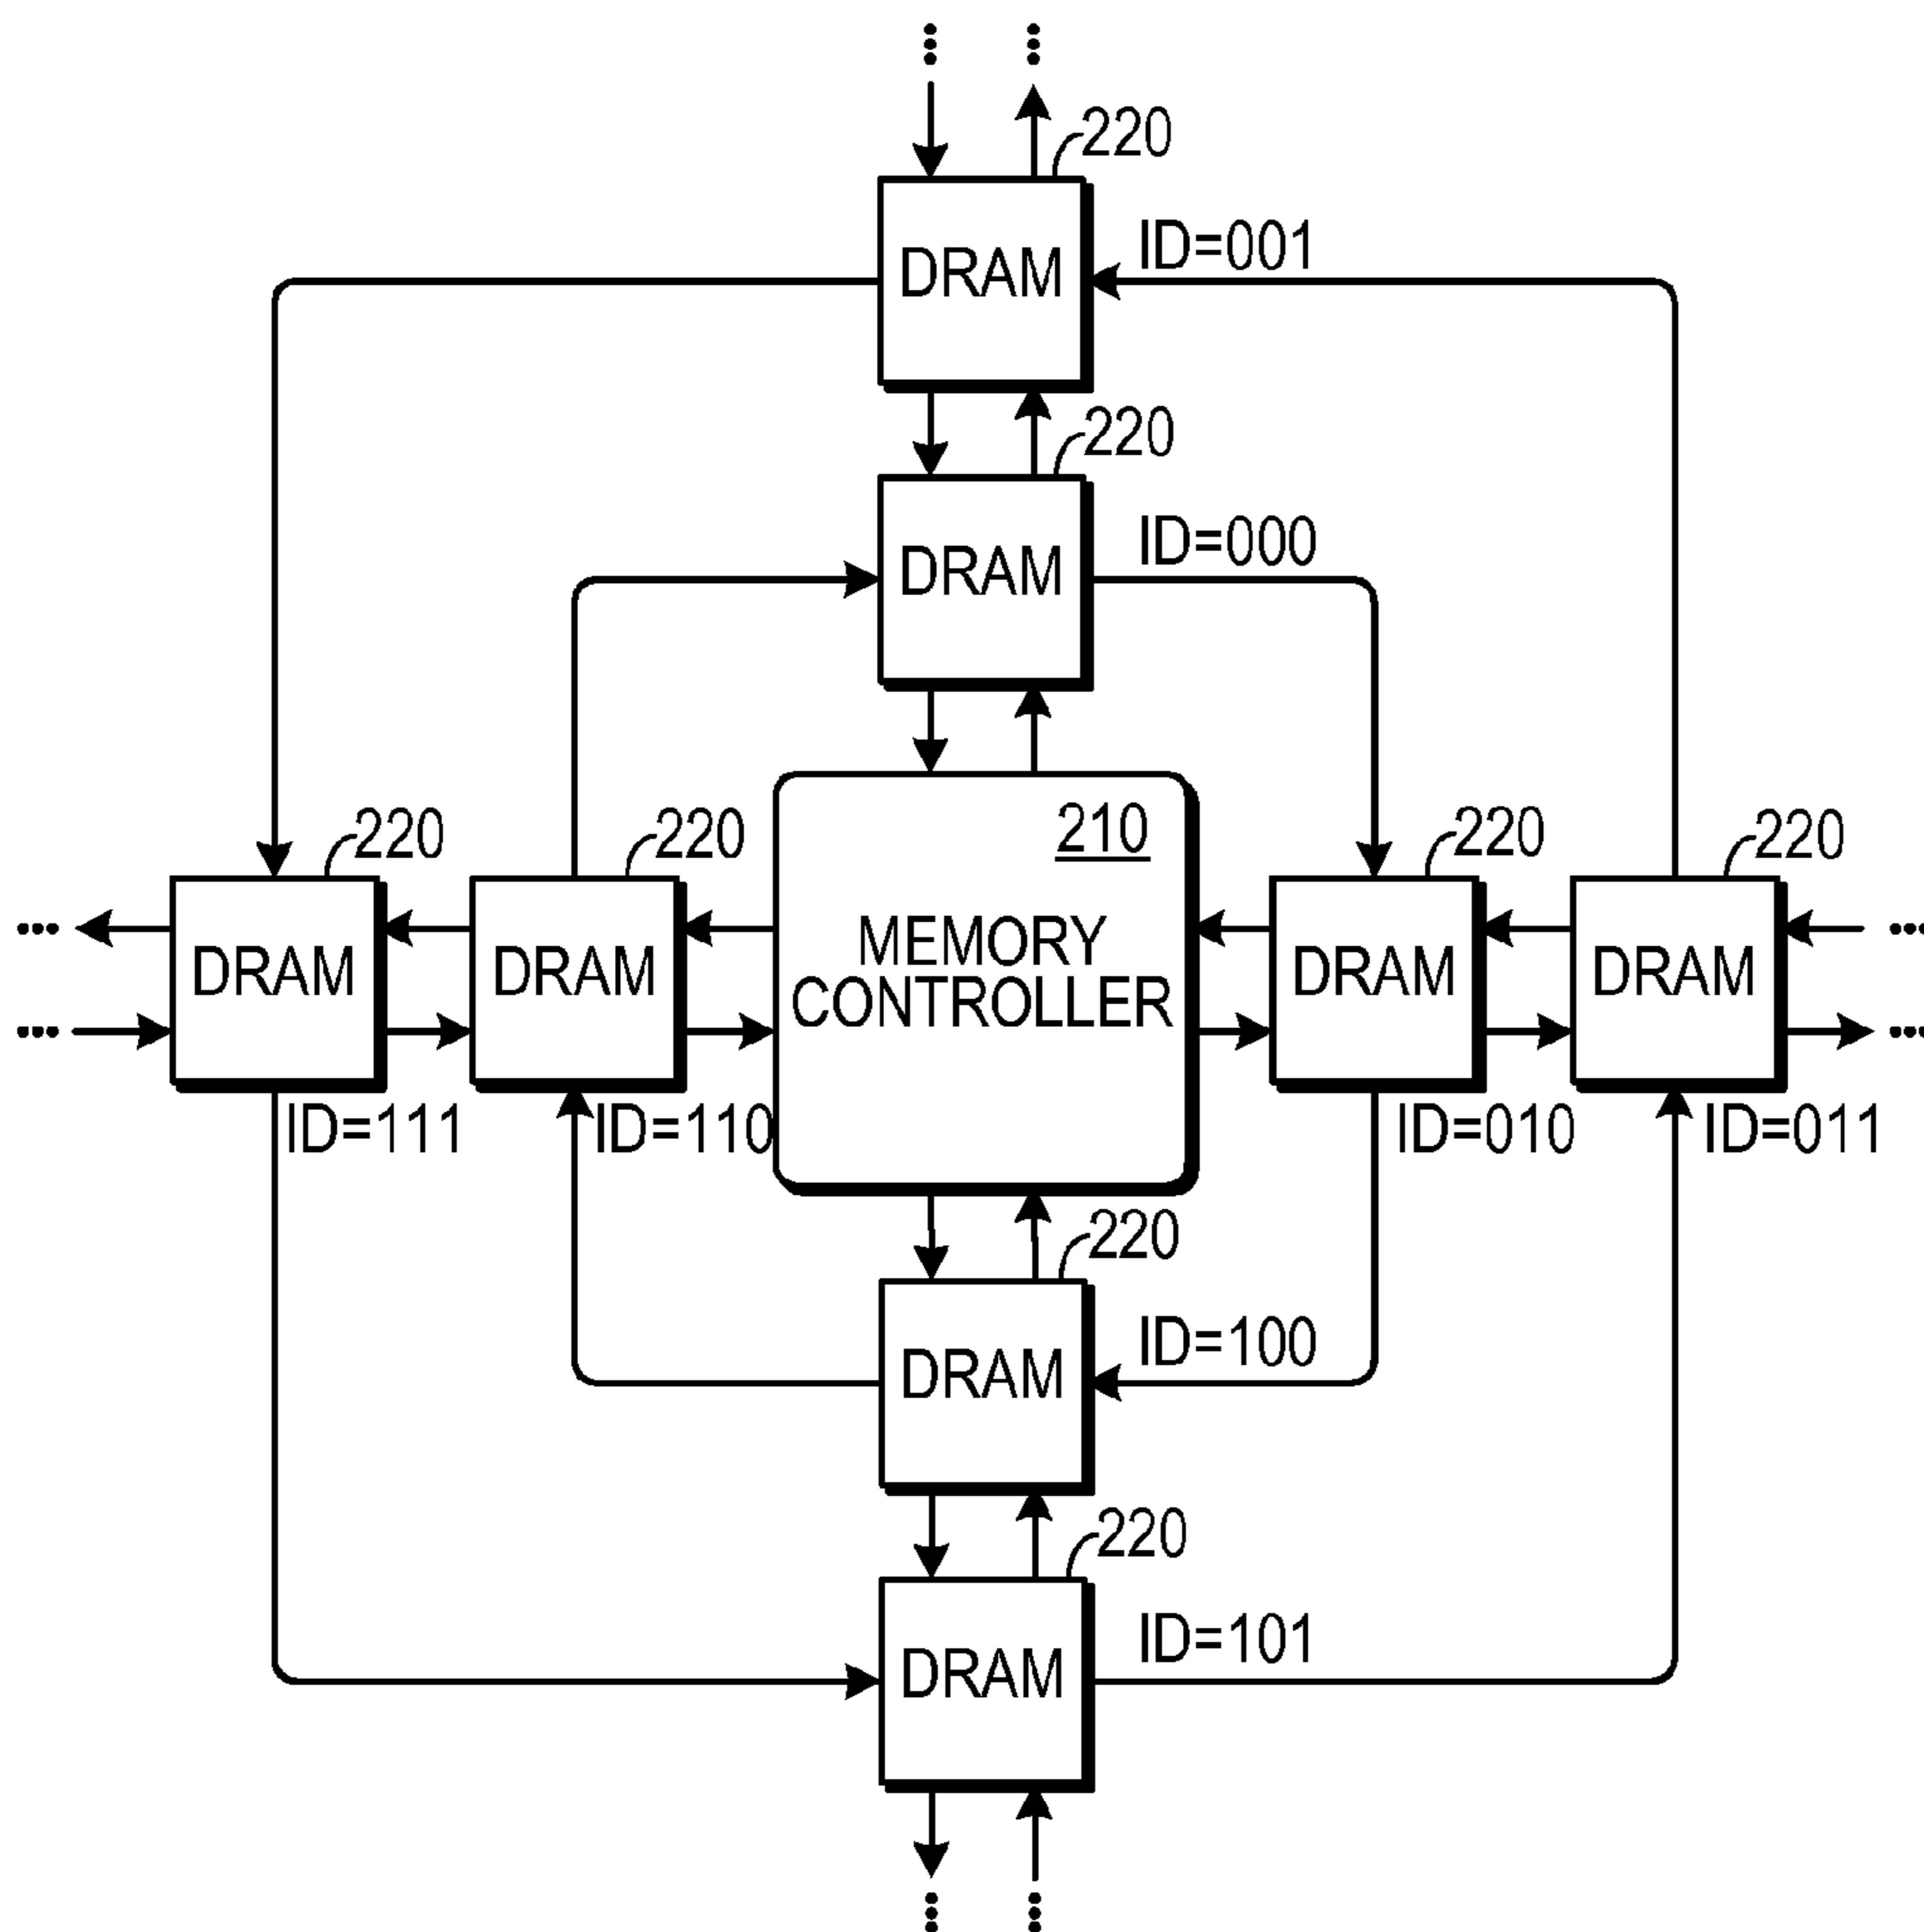 220
DRAM
ID=001
220
DRAM
ID=000
220
220
210
220
220
DRAM
DRAM
MEMORY
CONTROLLER
DRAM
DRAM
ID=111
ID=110
ID=010
ID=011
220
DRAM
ID=100
220
DRAM
ID=101